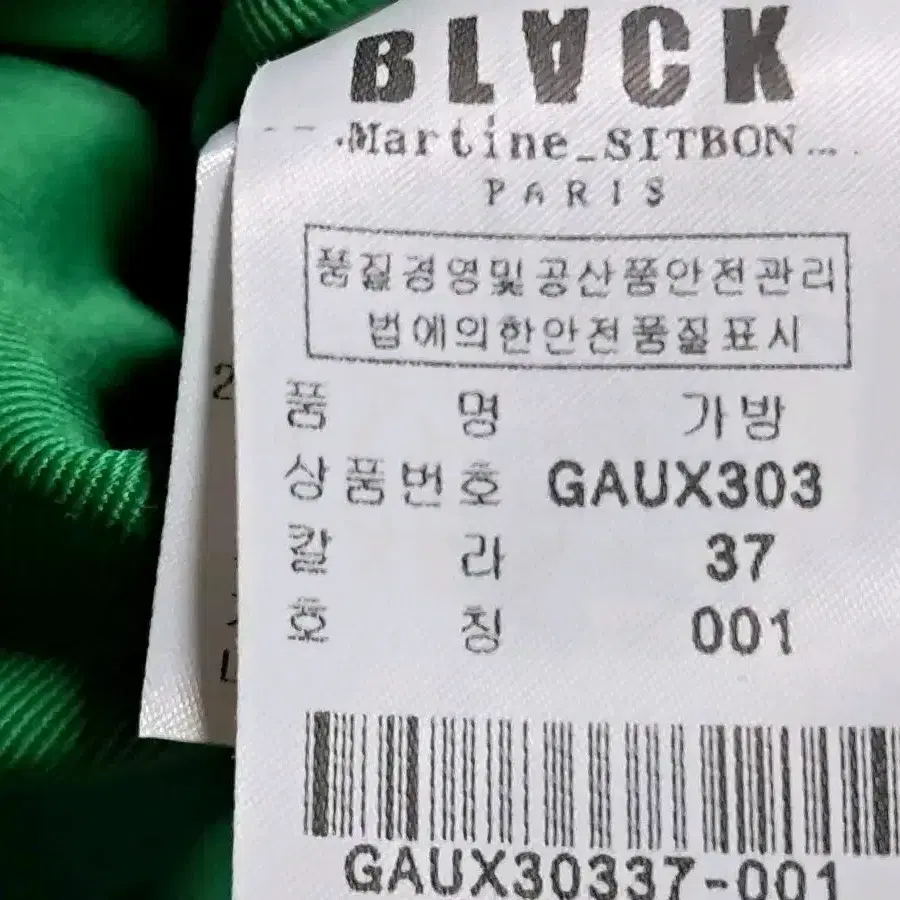 BLACK
Martine_SITBON
PARIS
품질경영및공산품안전관리
법에의한안전품질표시
품 명 가방
상품번호 GAUX303
칼 라 37
호 칭 001
GAUX30337-001
2